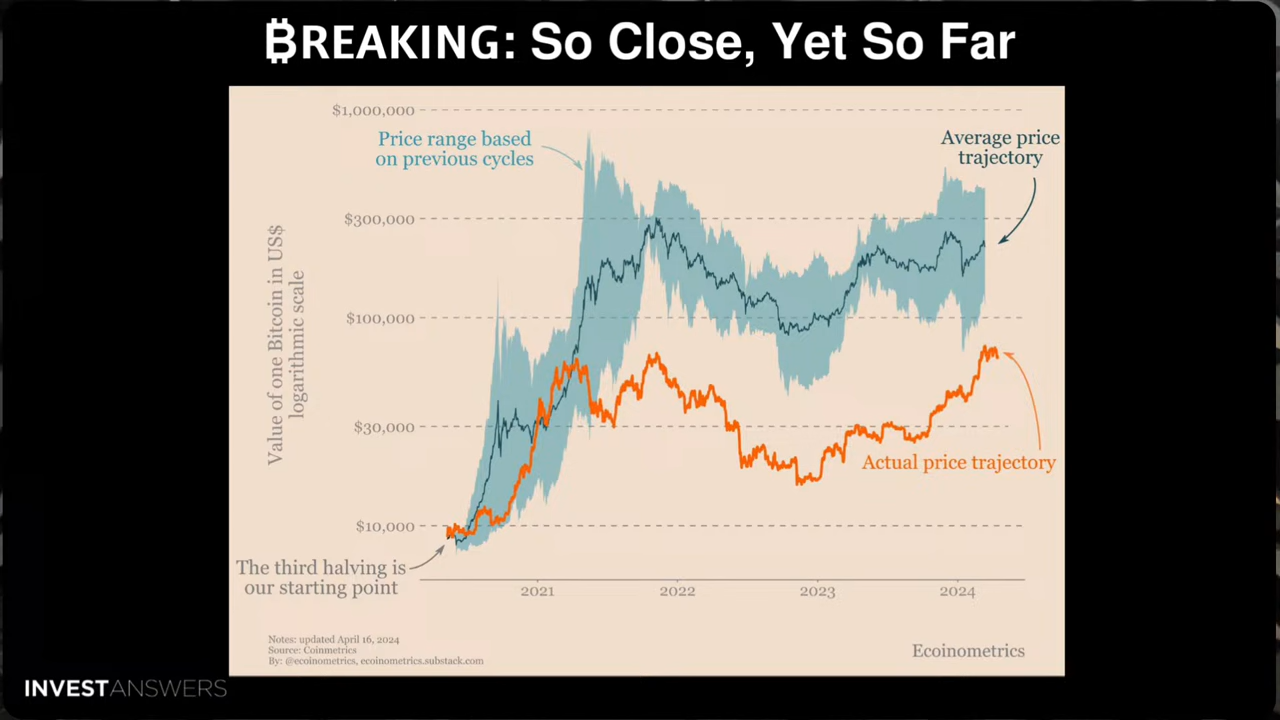 ₿REAKING: So Close, Yet So Far
$1,000,000
Price range based
on previous cycles
Average price
trajectory
$300,000
Value of one Bitcoin in US$
logarithmic scale
$100,000
$30,000
Actual price trajectory
$10,000
The third halving is
our starting point
2021 2022 2023 2024
Notes: updated April 16, 2024
Source: Coinmetrics
By: @ecoinometrics, ecoinometrics.substack.com
Ecoinometrics
INVESTANSWERS